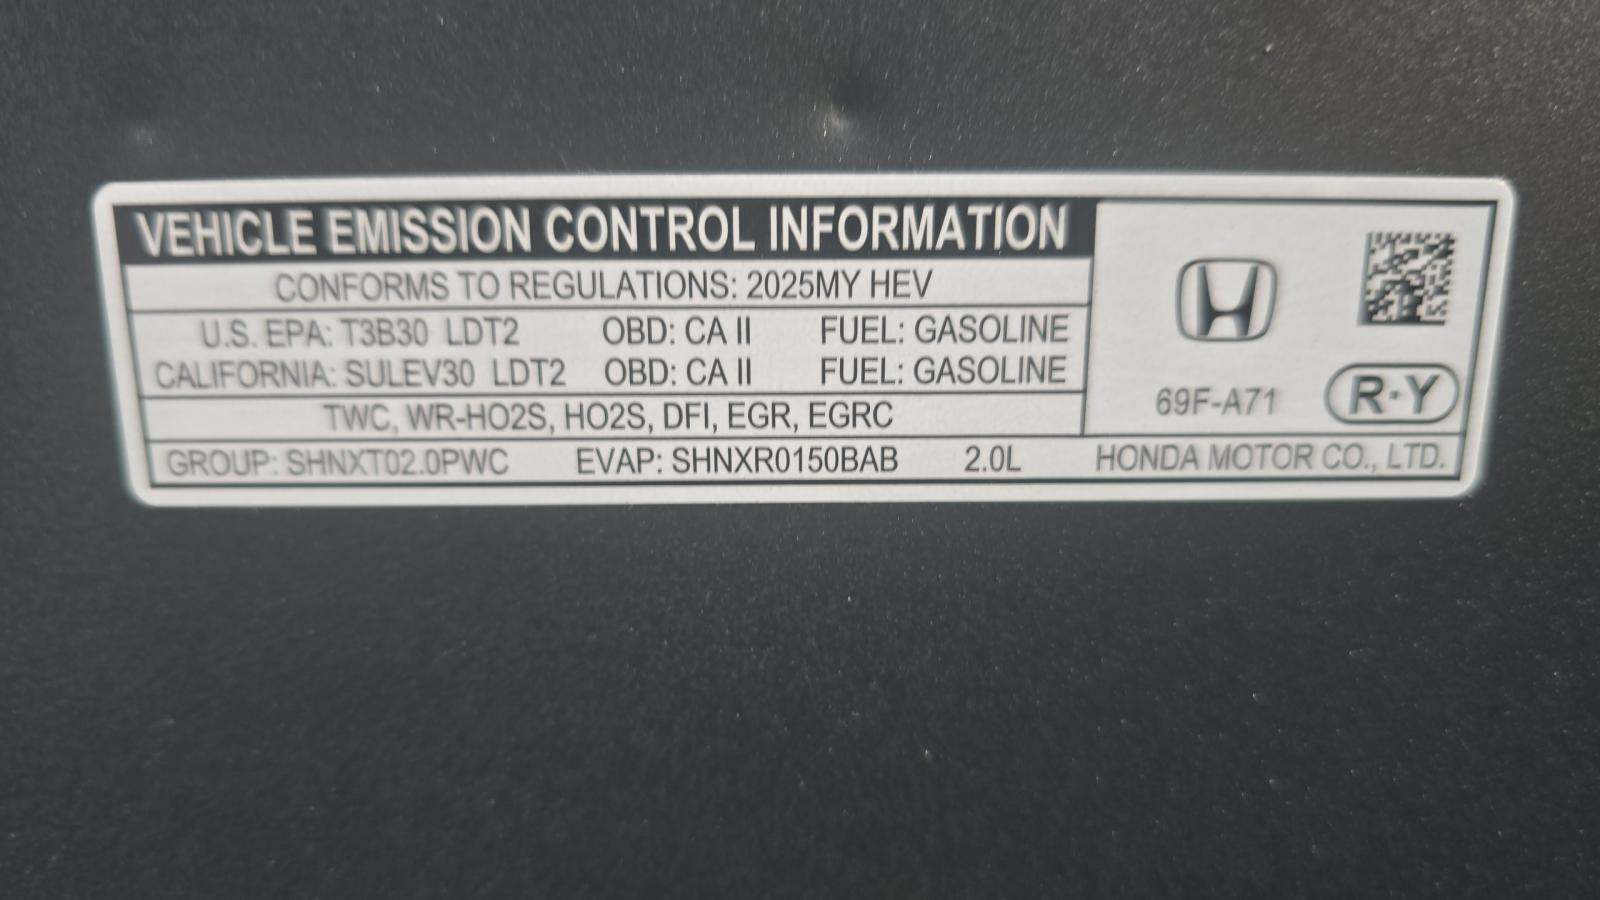 VEHICLE EMISSION CONTROL INFORMATION
CONFORMS TO REGULATIONS: 2025MY HEV
U.S. EPA: T3B30 LDT2 OBD: CA II FUEL: GASOLINE
CALIFORNIA: SULEV30 LDT2 OBD: CA II FUEL: GASOLINE
TWC, WR-HO2S, HO2S, DFI, EGR, EGRC
GROUP: SHNXT02.0PWC EVAP: SHNXR0150BAB 2.0L
69F-A71 R·Y
HONDA MOTOR CO., LTD.